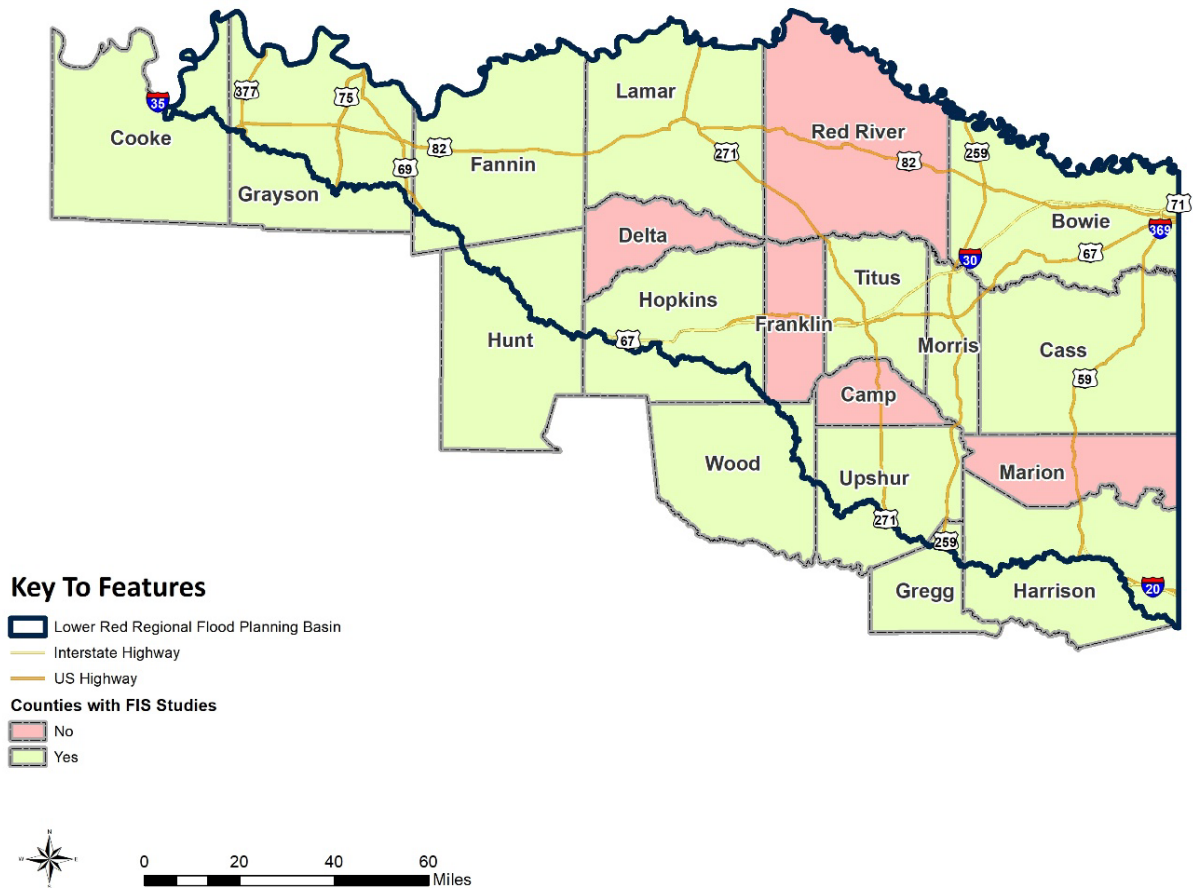 35
377
75
Cooke
82
69
Grayson
Fannin
Lamar
271
Red River
82
259
71
Bowie
369
67
30
Delta
Titus
Hopkins
Hunt
67
Franklin
Morris
Cass
59
Camp
Wood
Upshur
Marion
271
259
Gregg
Harrison
20
Key To Features
Lower Red Regional Flood Planning Basin
Interstate Highway
US Highway
Counties with FIS Studies
No
Yes
N
W E
S
0 20 40 60
Miles